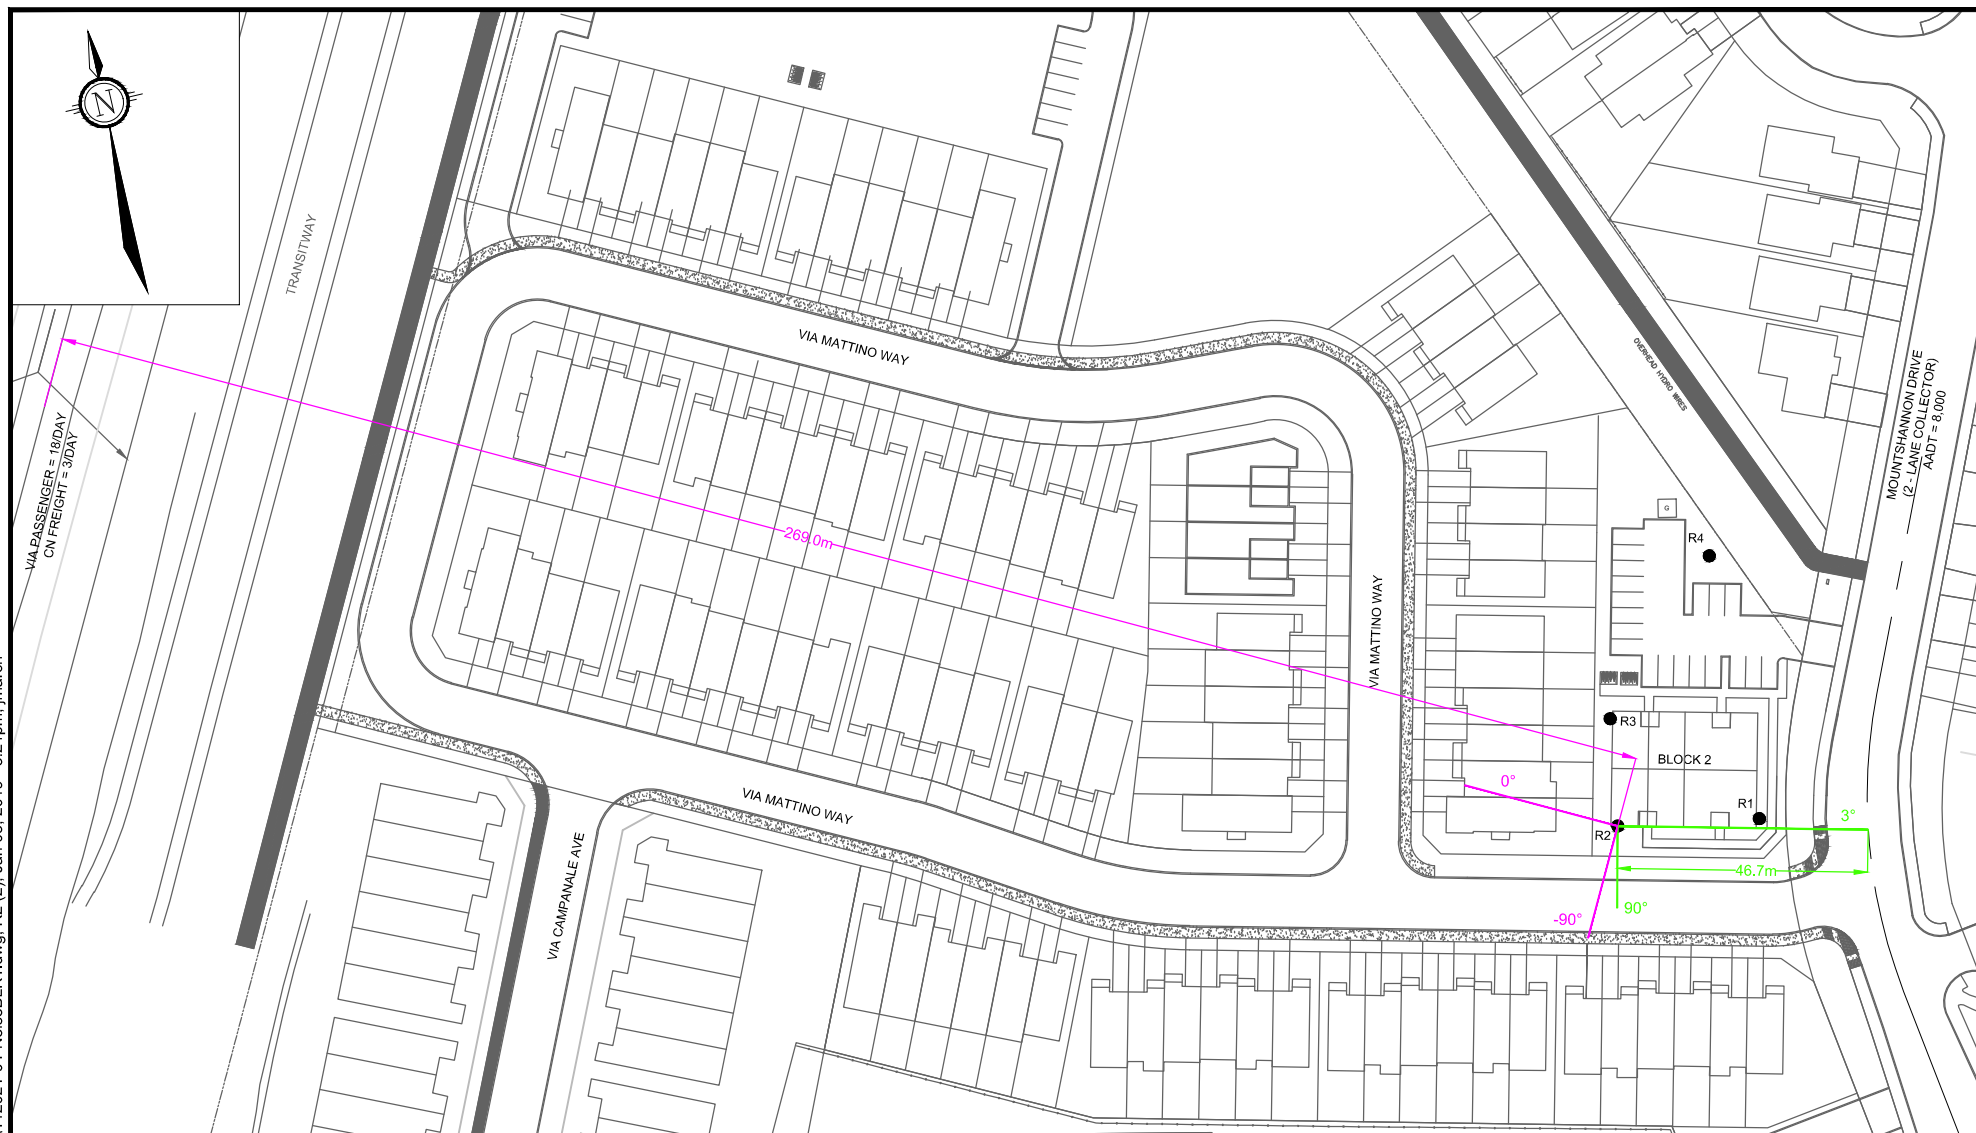 N
TRANSITWAY
VIA PASSENGER = 18/DAY
CN FREIGHT = 3/DAY
VIA MATTINO WAY
269.0m
VIA MATTINO WAY
VIA MATTINO WAY
VIA CAMPANALE AVE
OVERHEAD HYDRO WIRES
MOUNTSHANNON DRIVE
(2 - LANE COLLECTOR)
AADT = 8,000
G
R4
R3
BLOCK 2
0°
R1
3°
R2
46.7m
-90°
90°